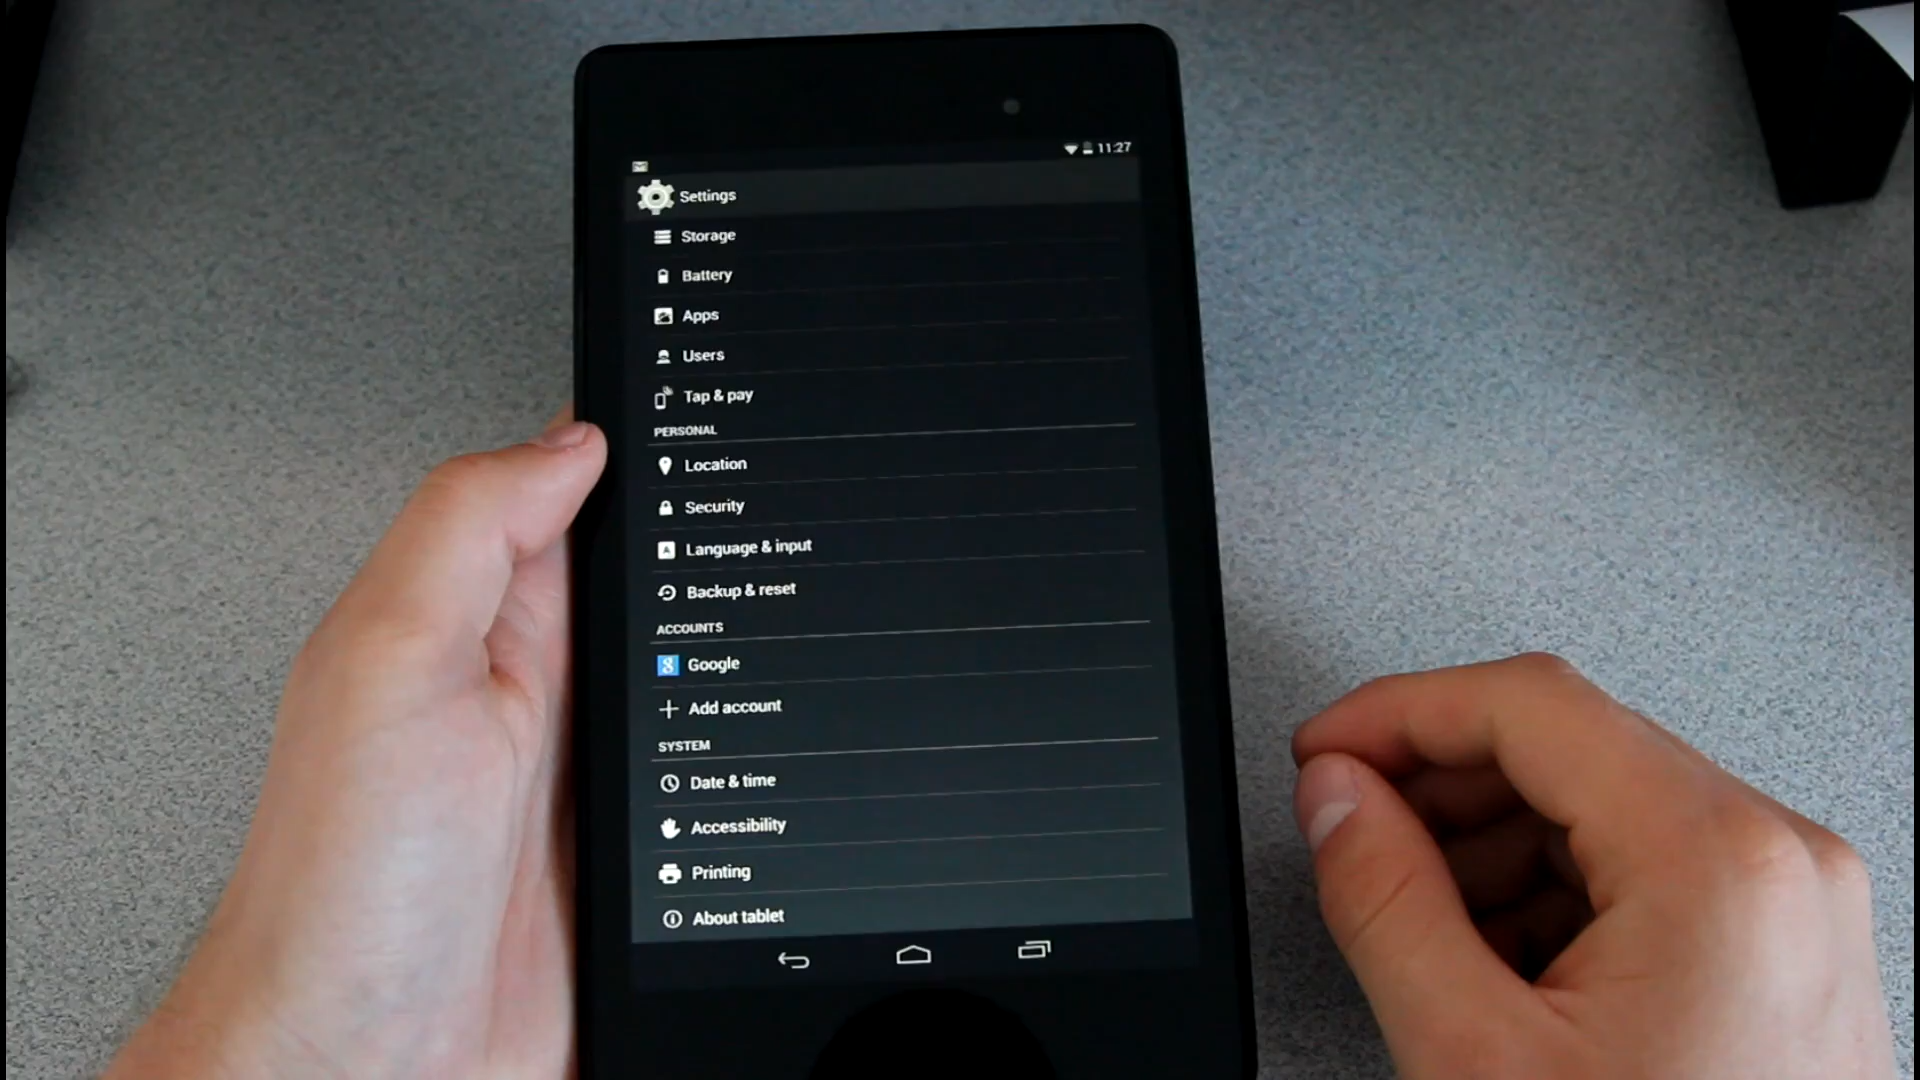 11:27
Settings
Storage
Battery
Apps
Users
Tap & pay
PERSONAL
Location
Security
Language & input
Backup & reset
ACCOUNTS
Google
Add account
SYSTEM
Date & time
Accessibility
Printing
About tablet